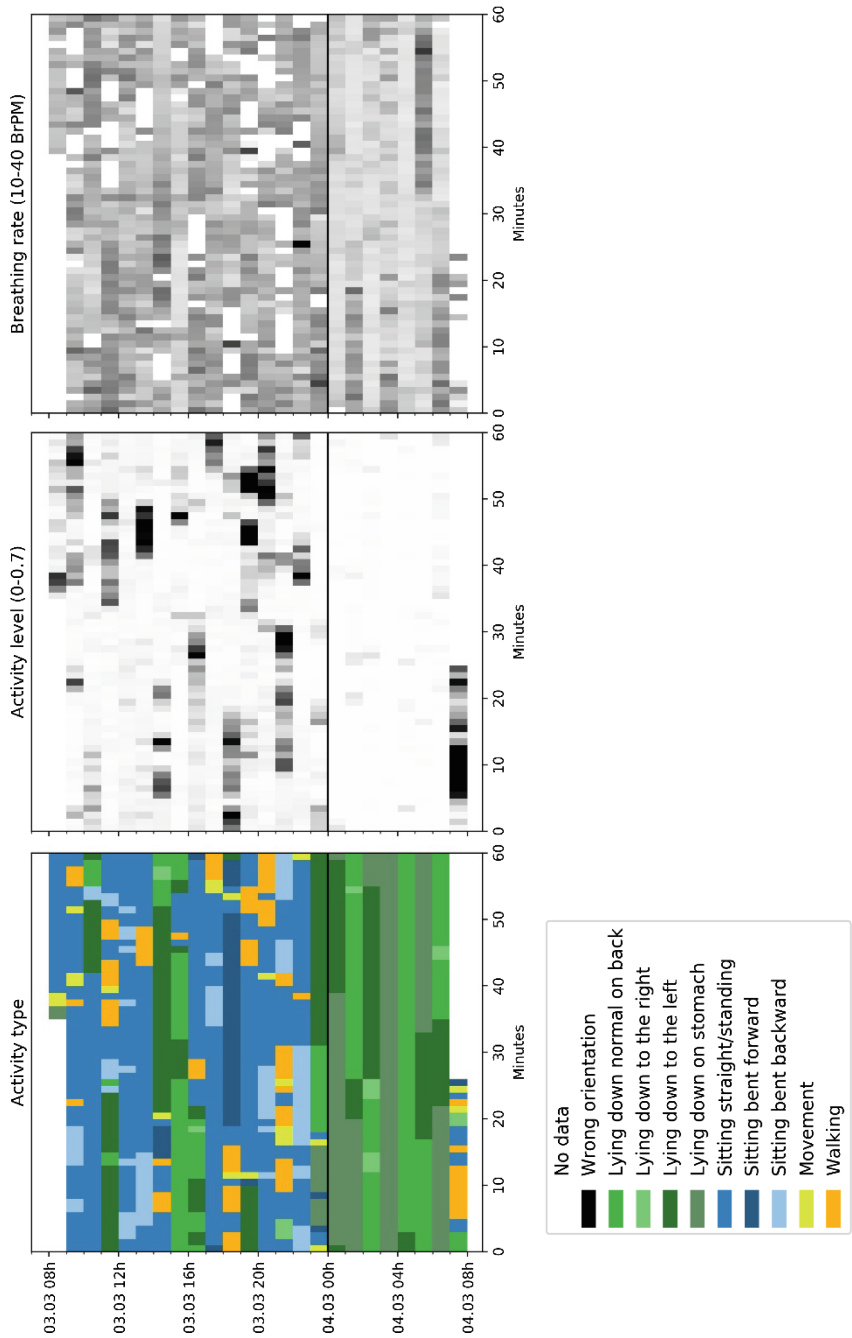 Activity type
Activity level (0-0.7)
Breathing rate (10-40 BrPM)
03.03 08h
03.03 12h
03.03 16h
03.03 20h
04.03 00h
04.03 04h
04.03 08h
0 10 20 30 40 50 60
Minutes
0 10 20 30 40 50 60
Minutes
0 10 20 30 40 50 60
Minutes
No data
Wrong orientation
Lying down normal on back
Lying down to the right
Lying down to the left
Lying down on stomach
Sitting straight/standing
Sitting bent forward
Sitting bent backward
Movement
Walking